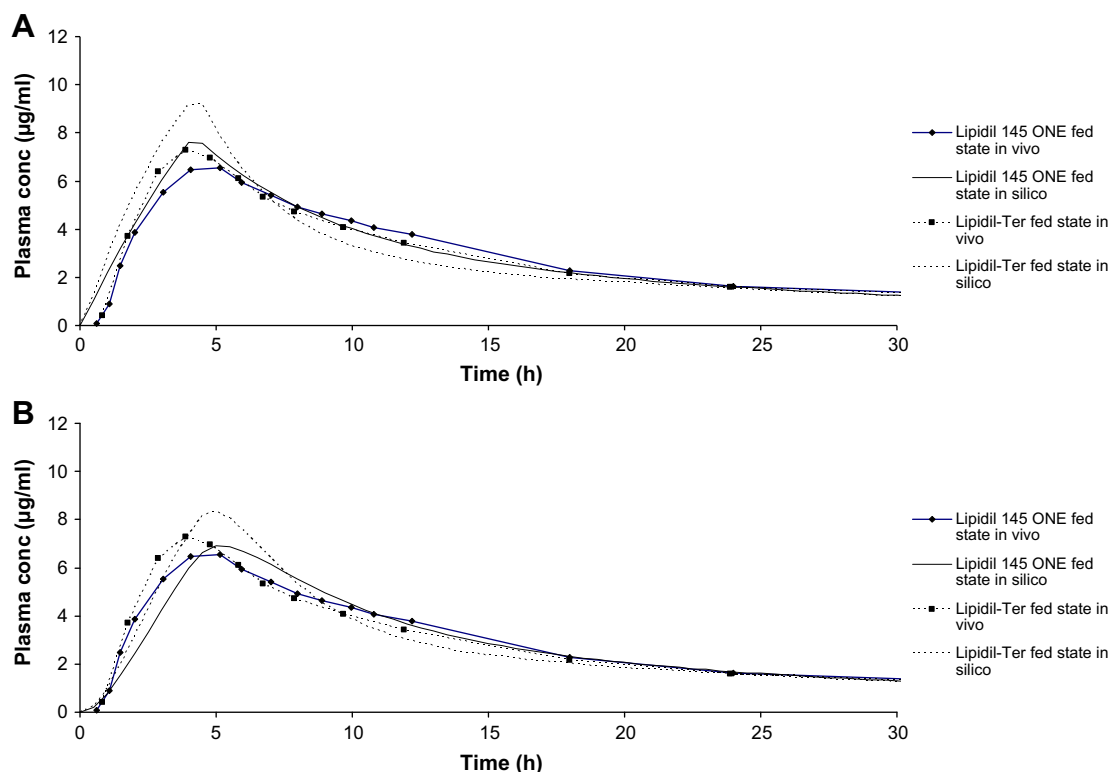 A
12
10
8
6
4
2
0
Plasma conc (µg/ml)
0 5 10 15 20 25 30
Time (h)
Lipidil 145 ONE fed
state in vivo
Lipidil 145 ONE fed
state in silico
Lipidil-Ter fed state in
vivo
Lipidil-Ter fed state in
silico
B
12
10
8
6
4
2
0
Plasma conc (µg/ml)
0 5 10 15 20 25 30
Time (h)
Lipidil 145 ONE fed
state in vivo
Lipidil 145 ONE fed
state in silico
Lipidil-Ter fed state in
vivo
Lipidil-Ter fed state in
silico